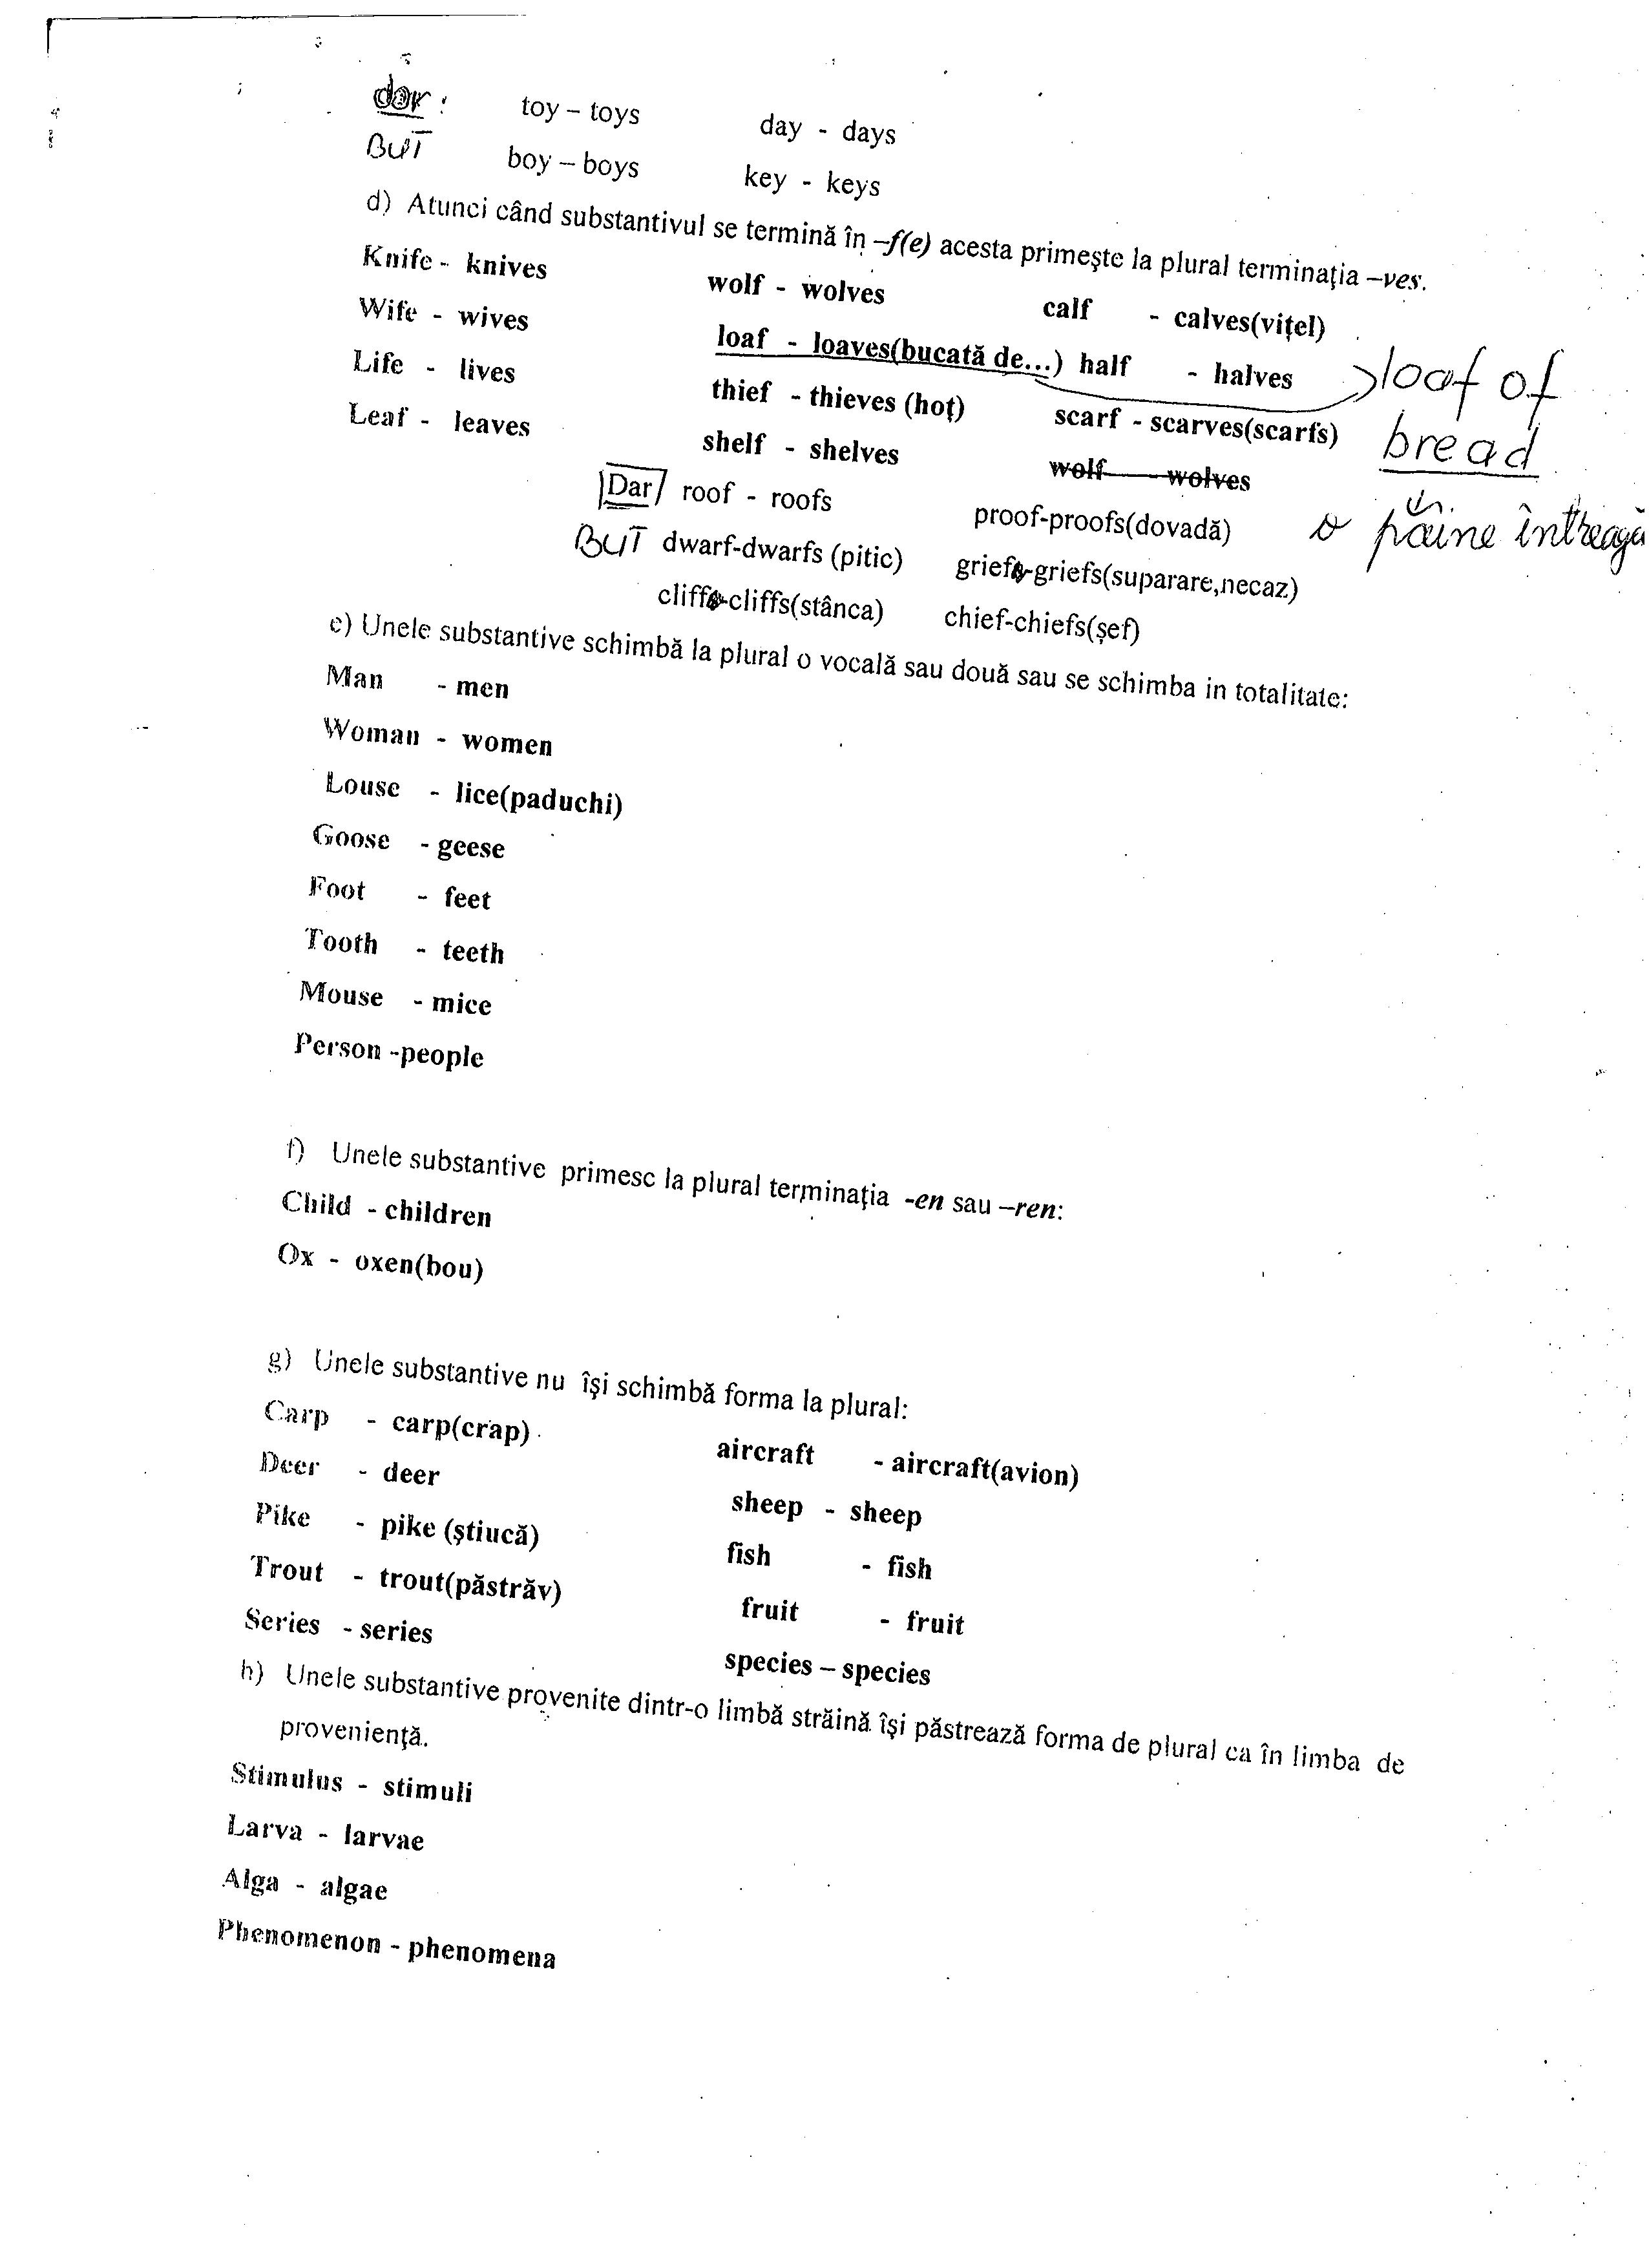 dar: toy – toys day - days
BUT boy – boys key - keys
d) Atunci când substantivul se termină în –f(e) acesta primeşte la plural terminaţia –ves.
Knife - knives wolf - wolves calf - calves(viţel)
Wife - wives loaf - loaves(bucată de...) half - halves loaf of
Life - lives thief - thieves (hoţ) scarf - scarves(scarfs) bread
Leaf - leaves shelf - shelves wolf - wolves
Dar roof - roofs proof-proofs(dovadă) o pâine întreagă
BUT dwarf-dwarfs (pitic) grief-griefs(suparare,necaz)
cliff-cliffs(stânca) chief-chiefs(şef)
e) Unele substantive schimbă la plural o vocală sau două sau se schimba in totalitate:
Man - men
Woman - women
Louse - lice(paduchi)
Goose - geese
Foot - feet
Tooth - teeth
Mouse - mice
Person -people
f) Unele substantive primesc la plural terminaţia -en sau –ren:
Child - children
Ox - oxen(bou)
g) Unele substantive nu îşi schimbă forma la plural:
Carp - carp(crap) aircraft - aircraft(avion)
Deer - deer sheep - sheep
Pike - pike (ştiucă) fish - fish
Trout - trout(păstrăv) fruit - fruit
Series - series species – species
h) Unele substantive provenite dintr-o limbă străină îşi păstrează forma de plural ca în limba de
provenienţă.
Stimulus - stimuli
Larva - larvae
Alga - algae
Phenomenon - phenomena